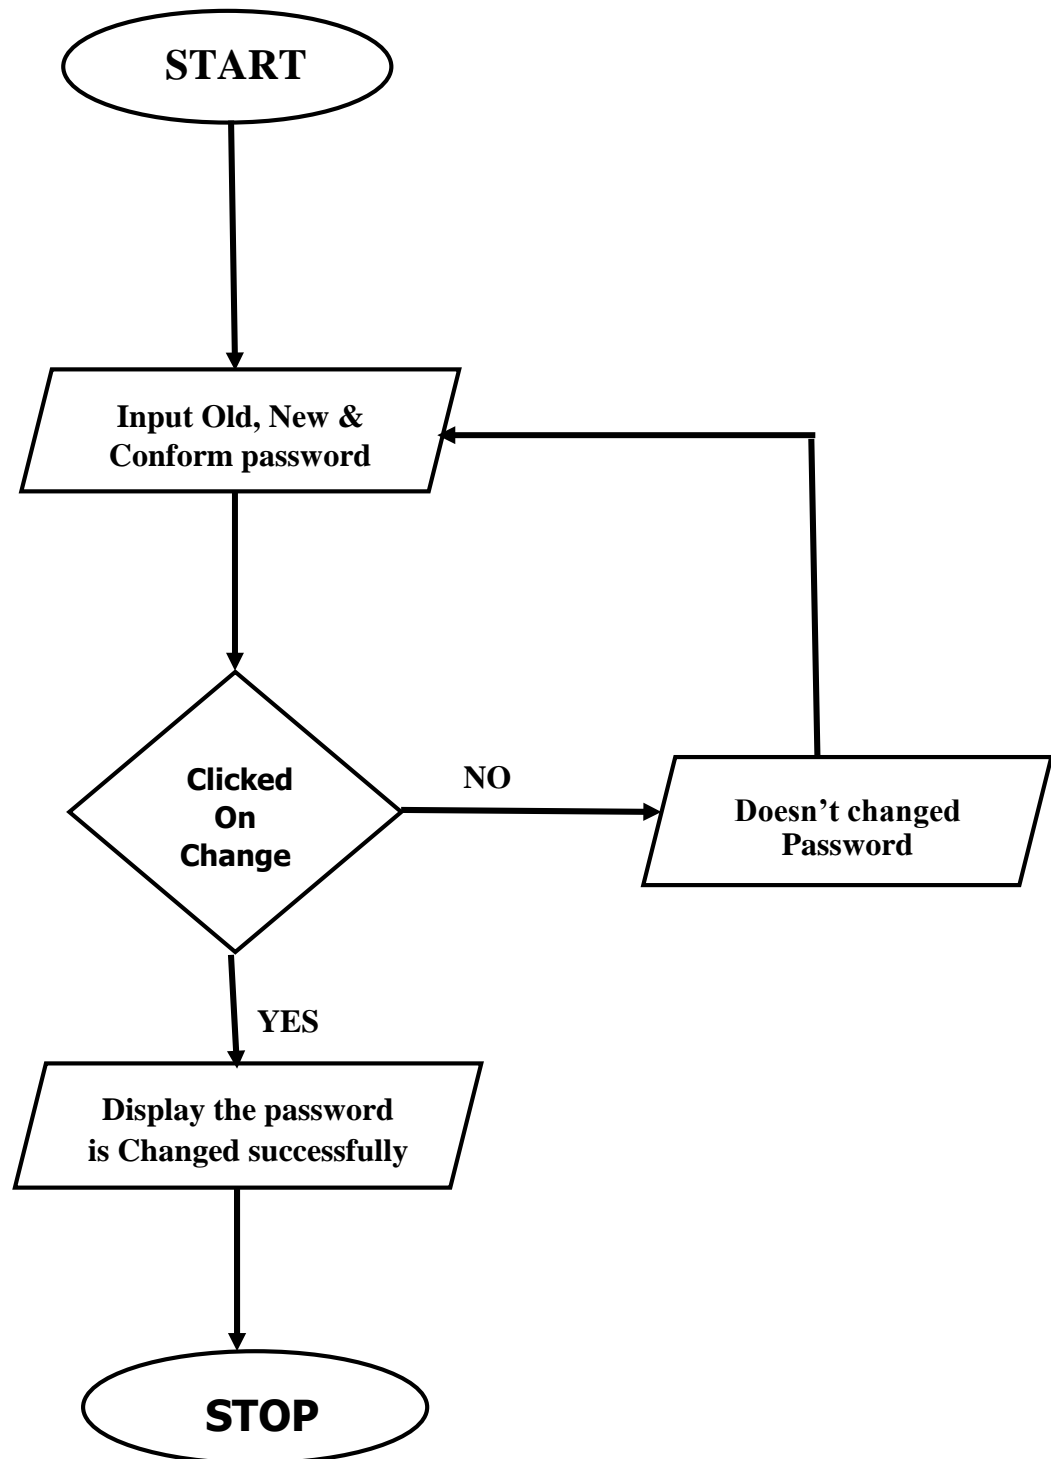 START
Input Old, New &
Conform password
Clicked
On
Change
NO
Doesn’t changed
Password
YES
Display the password
is Changed successfully
STOP